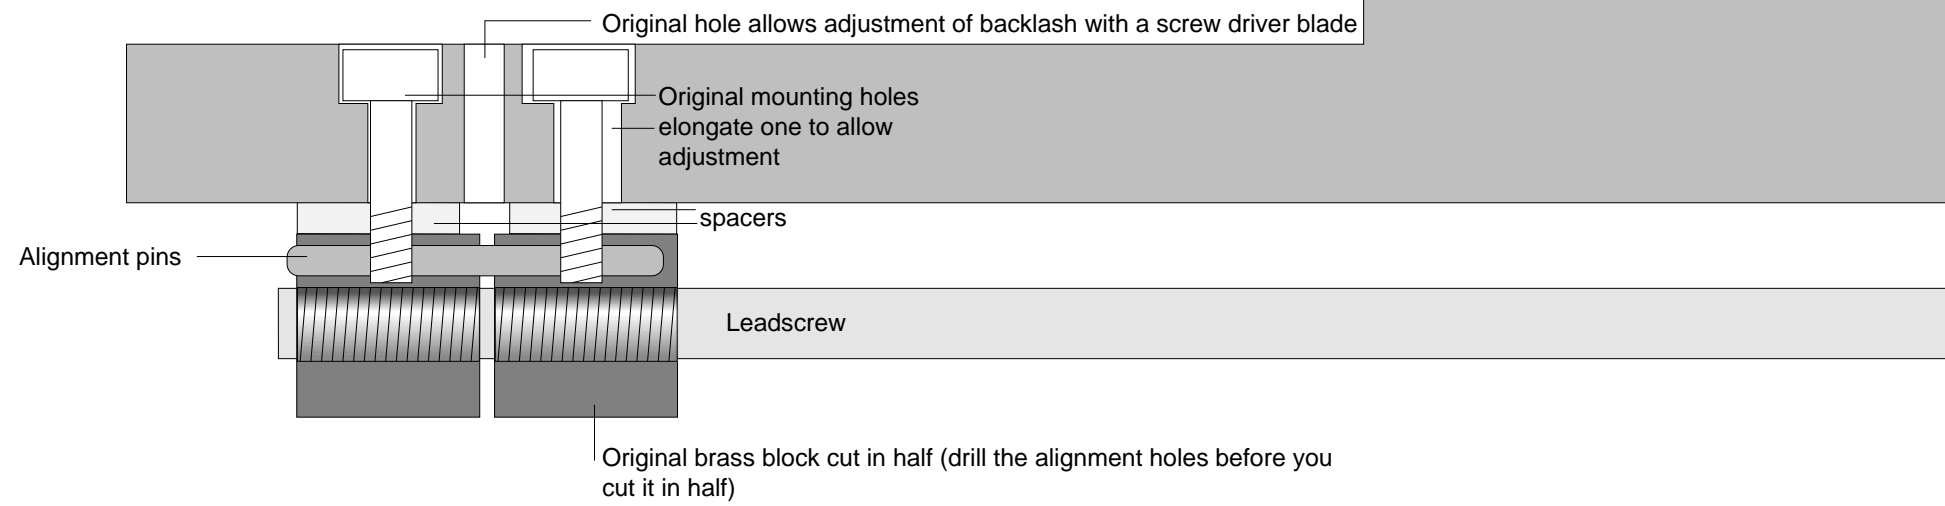 Original hole allows adjustment of backlash with a screw driver blade
Original mounting holes
elongate one to allow
adjustment
spacers
Alignment pins
Leadscrew
Original brass block cut in half (drill the alignment holes before you
cut it in half)